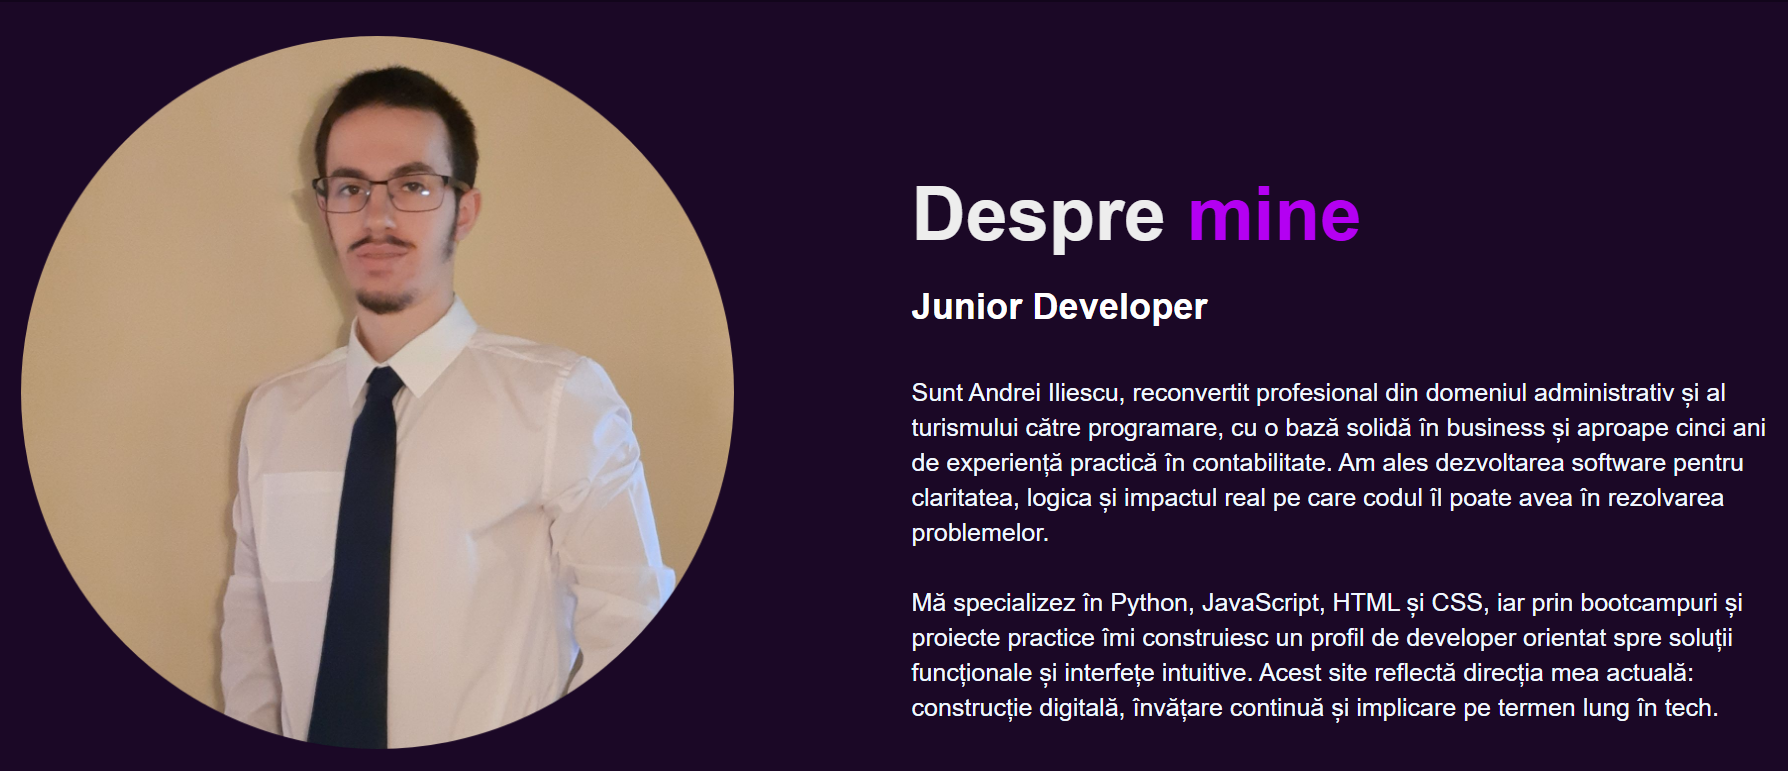 Despre mine
Junior Developer
Sunt Andrei Iliescu, reconvertit profesional din domeniul administrativ și al
turismului către programare, cu o bază solidă în business și aproape cinci ani
de experiență practică în contabilitate. Am ales dezvoltarea software pentru
claritatea, logica și impactul real pe care codul îl poate avea în rezolvarea
problemelor.
Mă specializez în Python, JavaScript, HTML și CSS, iar prin bootcampuri și
proiecte practice îmi construiesc un profil de developer orientat spre soluții
funcționale și interfețe intuitive. Acest site reflectă direcția mea actuală:
construcție digitală, învățare continuă și implicare pe termen lung în tech.